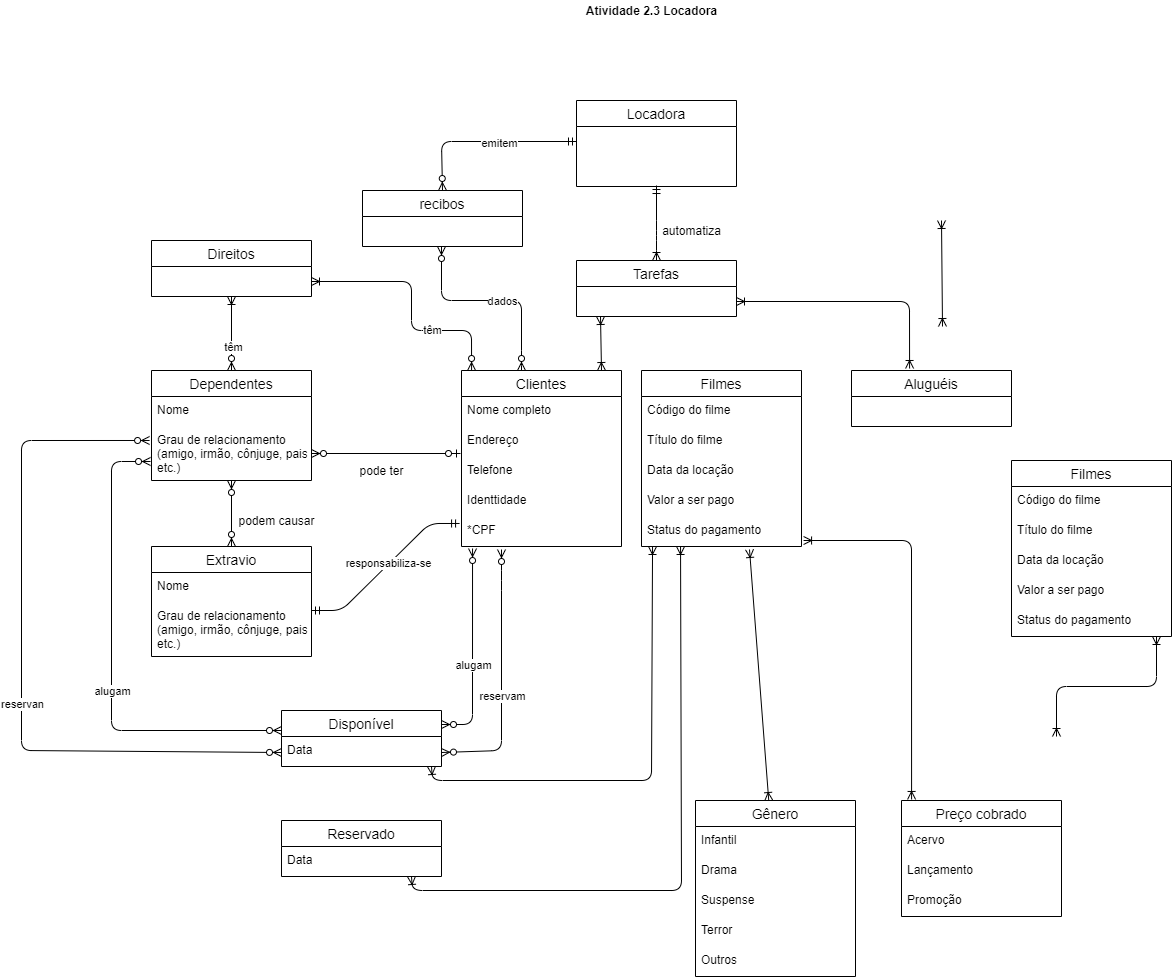 Atividade 2.3 Locadora
Locadora
emitem
recibos
automatiza
Direitos
Tarefas
dados
têm
têm
Dependentes
Nome
Grau de relacionamento
(amigo, irmão, cônjuge, pais
etc.)
Clientes
Nome completo
Endereço
Telefone
Identtidade
*CPF
Filmes
Código do filme
Título do filme
Data da locação
Valor a ser pago
Status do pagamento
Aluguéis
pode ter
Filmes
Código do filme
Título do filme
Data da locação
Valor a ser pago
Status do pagamento
podem causar
Extravio
Nome
Grau de relacionamento
(amigo, irmão, cônjuge, pais
etc.)
responsabiliza-se
alugam
reservam
alugam
reservan
Disponível
Data
Reservado
Data
Gênero
Infantil
Drama
Suspense
Terror
Outros
Preço cobrado
Acervo
Lançamento
Promoção